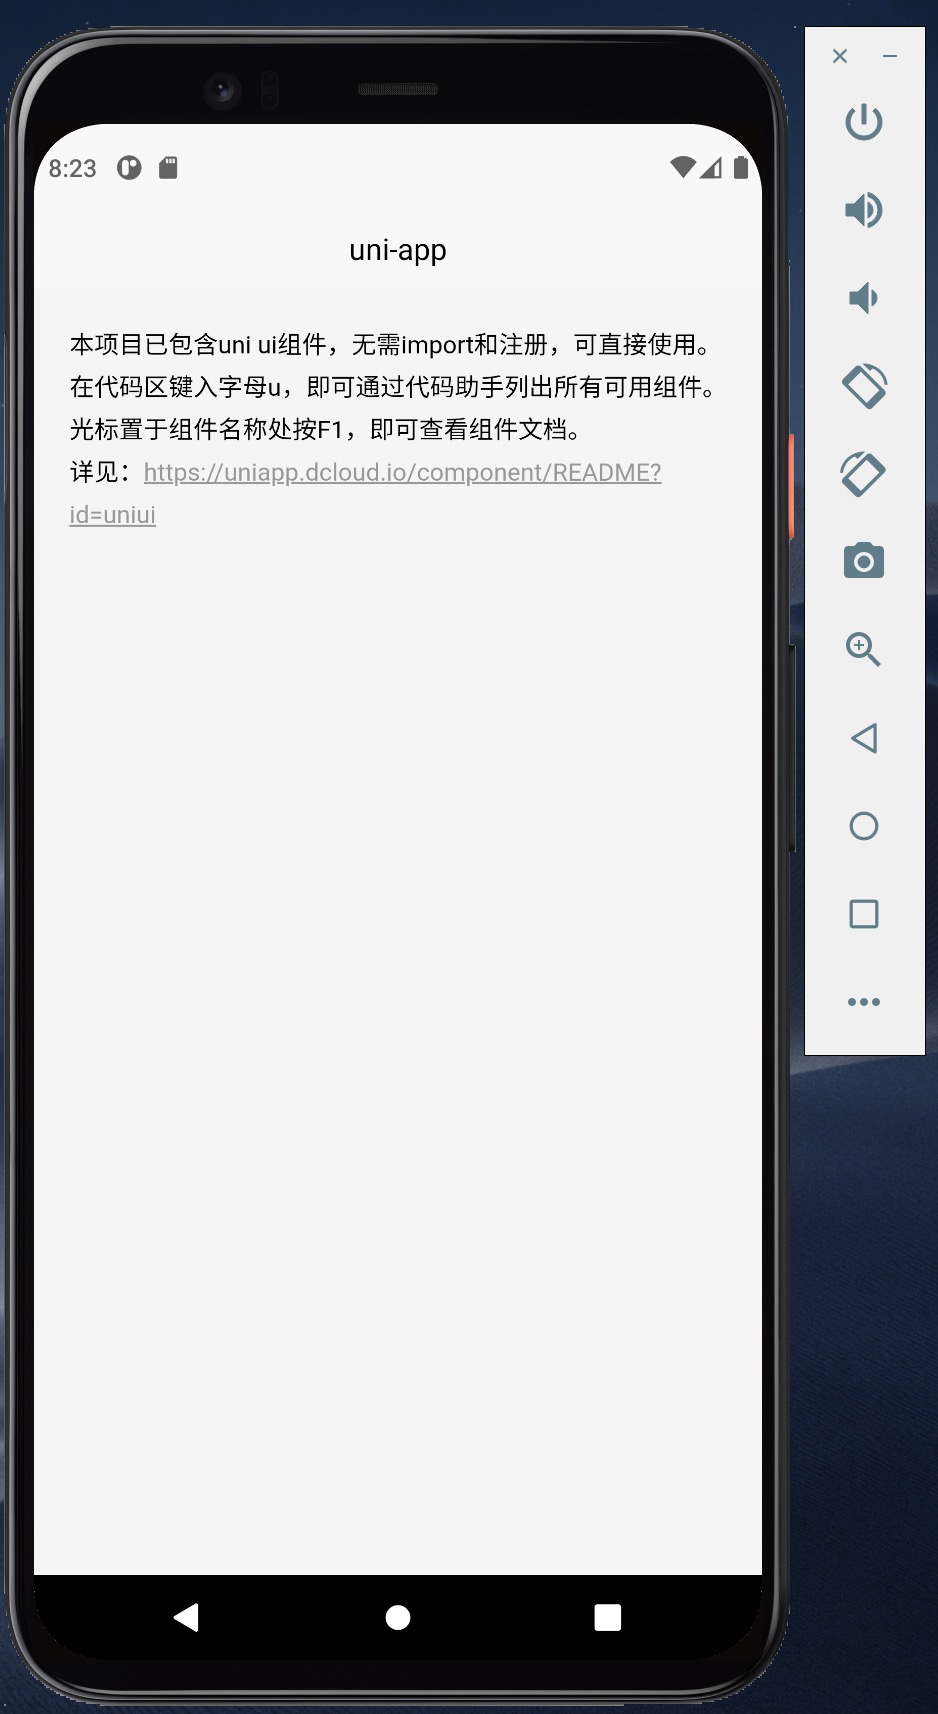 8:23
uni-app
本项目已包含uni ui组件，无需import和注册，可直接使用。
在代码区键入字母u，即可通过代码助手列出所有可用组件。
光标置于组件名称处按F1，即可查看组件文档。
详见：https://uniapp.dcloud.io/component/README?
id=uniui